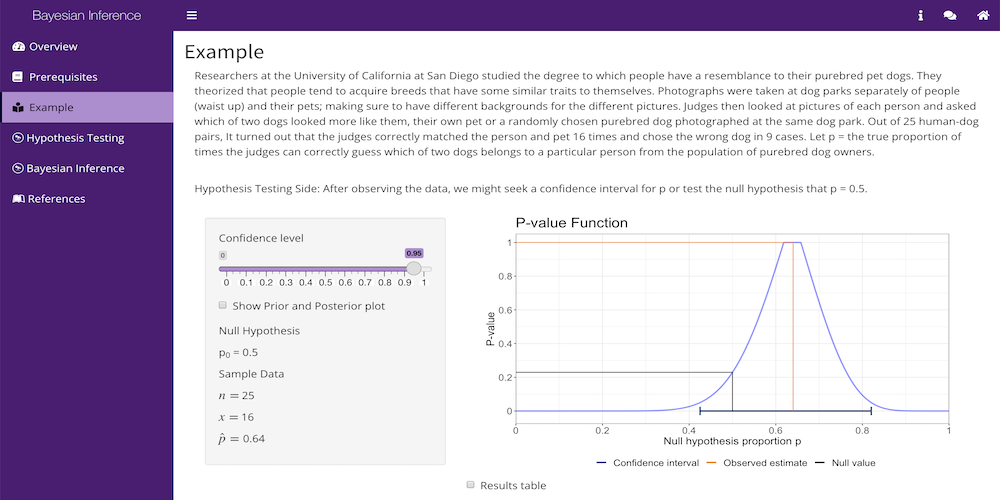 Bayesian Inference
Overview
Prerequisites
Example
Hypothesis Testing
Bayesian Inference
References
Example
Researchers at the University of California at San Diego studied the degree to which people have a resemblance to their purebred pet dogs. They
theorized that people tend to acquire breeds that have some similar traits to themselves. Photographs were taken at dog parks separately of people
(waist up) and their pets; making sure to have different backgrounds for the different pictures. Judges then looked at pictures of each person and asked
which of two dogs looked more like them, their own pet or a randomly chosen purebred dog photographed at the same dog park. Out of 25 human-dog
pairs, It turned out that the judges correctly matched the person and pet 16 times and chose the wrong dog in 9 cases. Let p = the true proportion of
times the judges can correctly guess which of two dogs belongs to a particular person from the population of purebred dog owners.
Hypothesis Testing Side: After observing the data, we might seek a confidence interval for p or test the null hypothesis that p = 0.5.
Confidence level
0 0.95
0 0.1 0.2 0.3 0.4 0.5 0.6 0.7 0.8 0.9 1
Show Prior and Posterior plot
Null Hypothesis
p₀ = 0.5
Sample Data
n = 25
x = 16
p̂ = 0.64
P-value Function
P-value
1
0.8
0.6
0.4
0.2
0
0 0.2 0.4 0.6 0.8 1
Null hypothesis proportion p
Confidence interval Observed estimate Null value
Results table